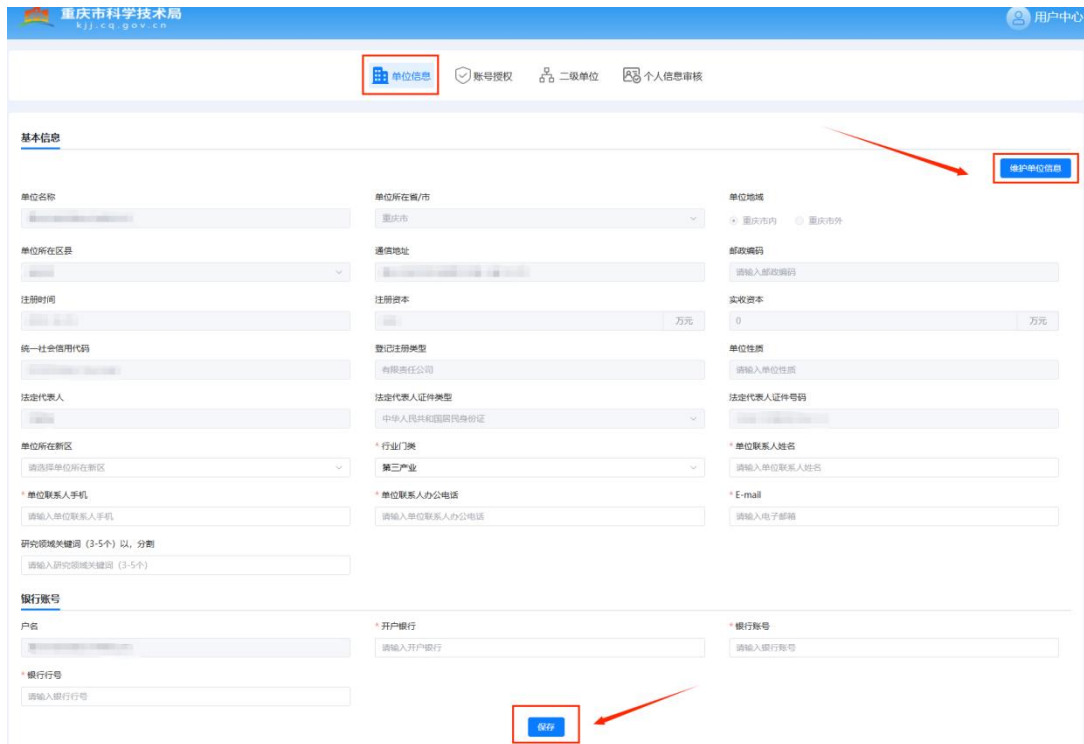 重庆市科学技术局
kjj.cq.gov.cn
用户中心
单位信息 账号授权 二级单位 个人信息审核
基本信息
维护单位信息
单位名称 单位所在省/市 单位地域
重庆市 重庆市内 重庆市外
单位所在区县 通信地址 邮政编码
请输入邮政编码
注册时间 注册资本 实收资本
万元 0 万元
统一社会信用代码 登记注册类型 单位性质
有限责任公司 请输入单位性质
法定代表人 法定代表人证件类型 法定代表人证件号码
中华人民共和国居民身份证
单位所在新区 * 行业门类 * 单位联系人姓名
请选择单位所在新区 第三产业 请输入单位联系人姓名
* 单位联系人手机 * 单位联系人办公电话 * E-mail
请输入单位联系人手机 请输入单位联系人办公电话 请输入电子邮箱
研究领域关键词（3-5个）以，分割
请输入研究领域关键词（3-5个）
银行账号
户名 * 开户银行 * 银行账号
请输入开户银行 请输入银行账号
* 银行行号
请输入银行行号
保存